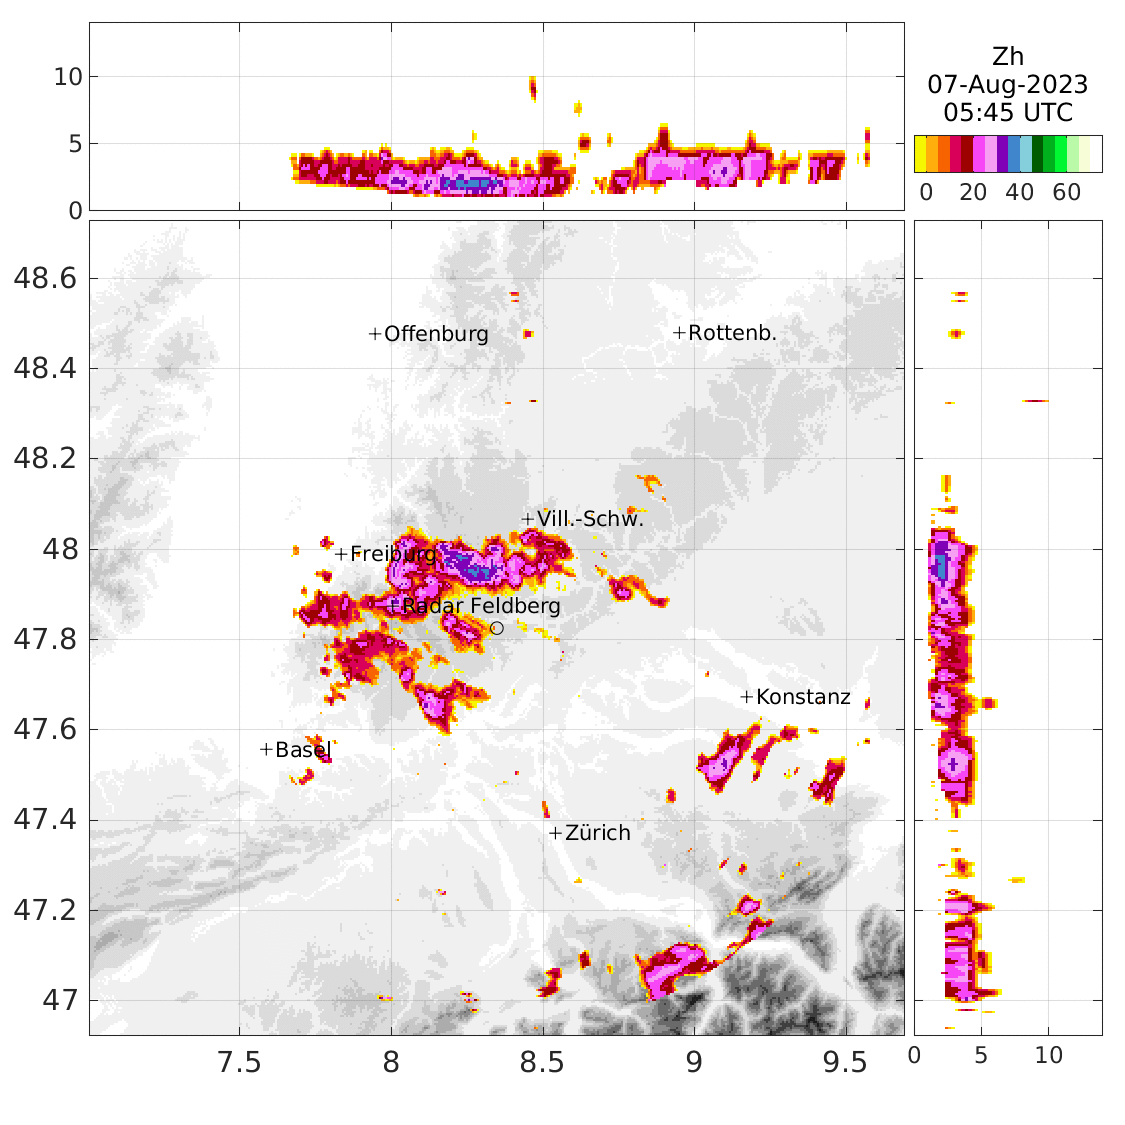 Zh
07-Aug-2023
05:45 UTC
0 20 40 60
10
5
0
48.6
48.4
48.2
48
47.8
47.6
47.4
47.2
47
+Offenburg
+Rottenb.
+Vill.-Schw.
+Freiburg
+Radar Feldberg
+Konstanz
+Basel
+Zürich
7.5 8 8.5 9 9.5
0 5 10